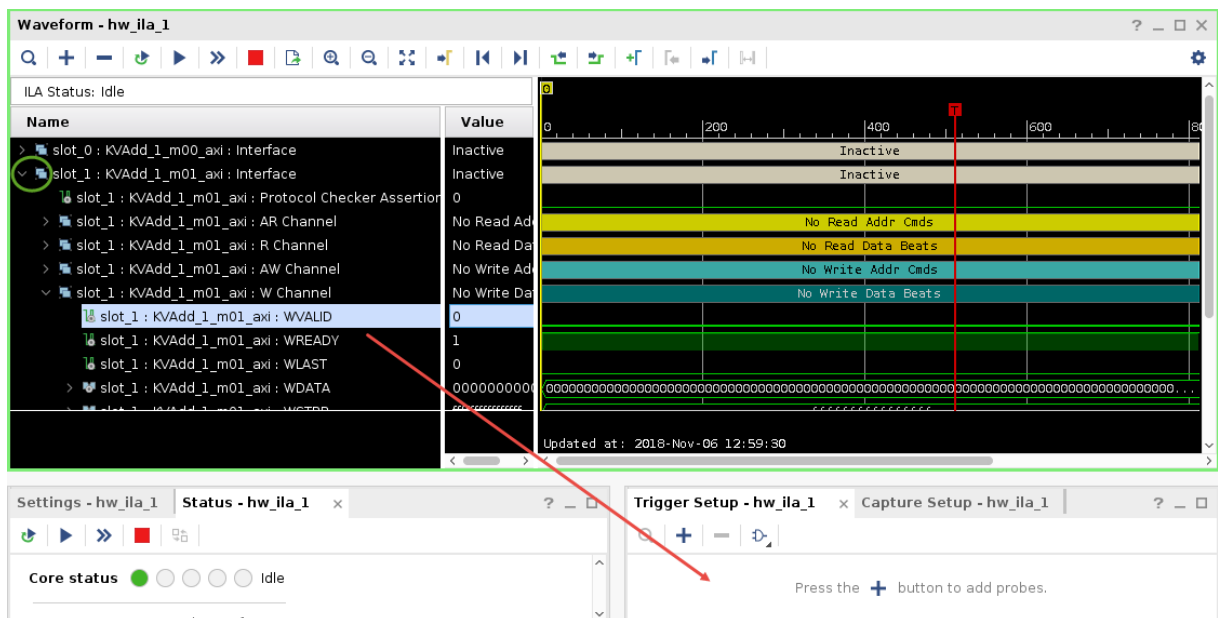 Waveform - hw_ila_1
ILA Status: Idle
Name Value
0 200 400 600 80
0
T
slot_0 : KVAdd_1_m00_axi : Interface Inactive Inactive
slot_1 : KVAdd_1_m01_axi : Interface Inactive Inactive
slot_1 : KVAdd_1_m01_axi : Protocol Checker Assertion 0
slot_1 : KVAdd_1_m01_axi : AR Channel No Read Add No Read Addr Cmds
slot_1 : KVAdd_1_m01_axi : R Channel No Read Dat No Read Data Beats
slot_1 : KVAdd_1_m01_axi : AW Channel No Write Add No Write Addr Cmds
slot_1 : KVAdd_1_m01_axi : W Channel No Write Dat No Write Data Beats
slot_1 : KVAdd_1_m01_axi : WVALID 0
slot_1 : KVAdd_1_m01_axi : WREADY 1
slot_1 : KVAdd_1_m01_axi : WLAST 0
slot_1 : KVAdd_1_m01_axi : WDATA
Updated at: 2018-Nov-06 12:59:30
Settings - hw_ila_1 Status - hw_ila_1
Trigger Setup - hw_ila_1 Capture Setup - hw_ila_1
Core status Idle
Press the + button to add probes.